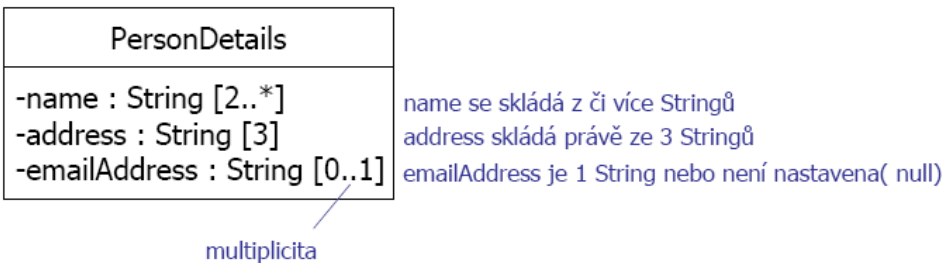 PersonDetails
-name : String [2..*]
name se skládá z či více Stringů
-address : String [3]
address skládá právě ze 3 Stringů
-emailAddress : String [0..1]
emailAddress je 1 String nebo není nastavena( null)
multiplicita